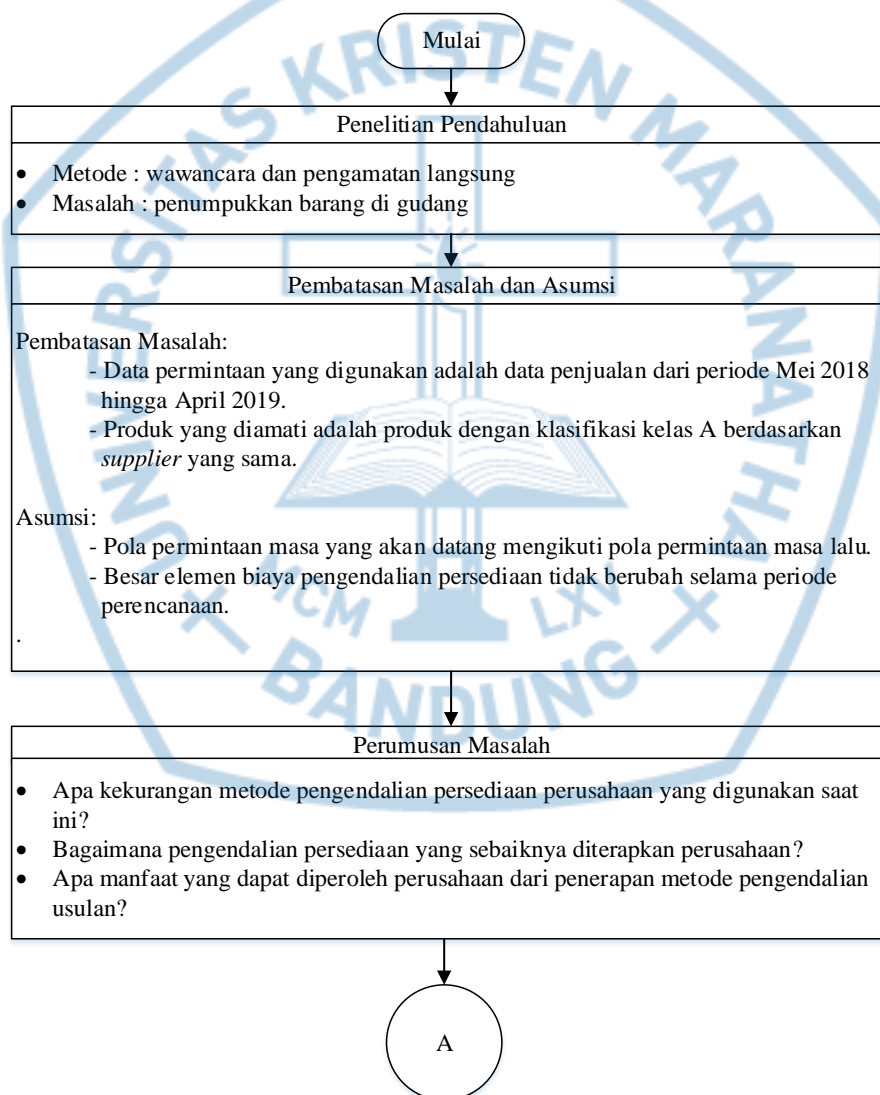 Mulai
Penelitian Pendahuluan
• Metode : wawancara dan pengamatan langsung
• Masalah : penumpukkan barang di gudang
Pembatasan Masalah dan Asumsi
Pembatasan Masalah:
- Data permintaan yang digunakan adalah data penjualan dari periode Mei 2018
hingga April 2019.
- Produk yang diamati adalah produk dengan klasifikasi kelas A berdasarkan
supplier yang sama.
Asumsi:
- Pola permintaan masa yang akan datang mengikuti pola permintaan masa lalu.
- Besar elemen biaya pengendalian persediaan tidak berubah selama periode
perencanaan.
.
Perumusan Masalah
• Apa kekurangan metode pengendalian persediaan perusahaan yang digunakan saat
ini?
• Bagaimana pengendalian persediaan yang sebaiknya diterapkan perusahaan?
• Apa manfaat yang dapat diperoleh perusahaan dari penerapan metode pengendalian
usulan?
A
UNIVERSITAS KRISTEN MARANATHA
MCM LXV
BANDUNG